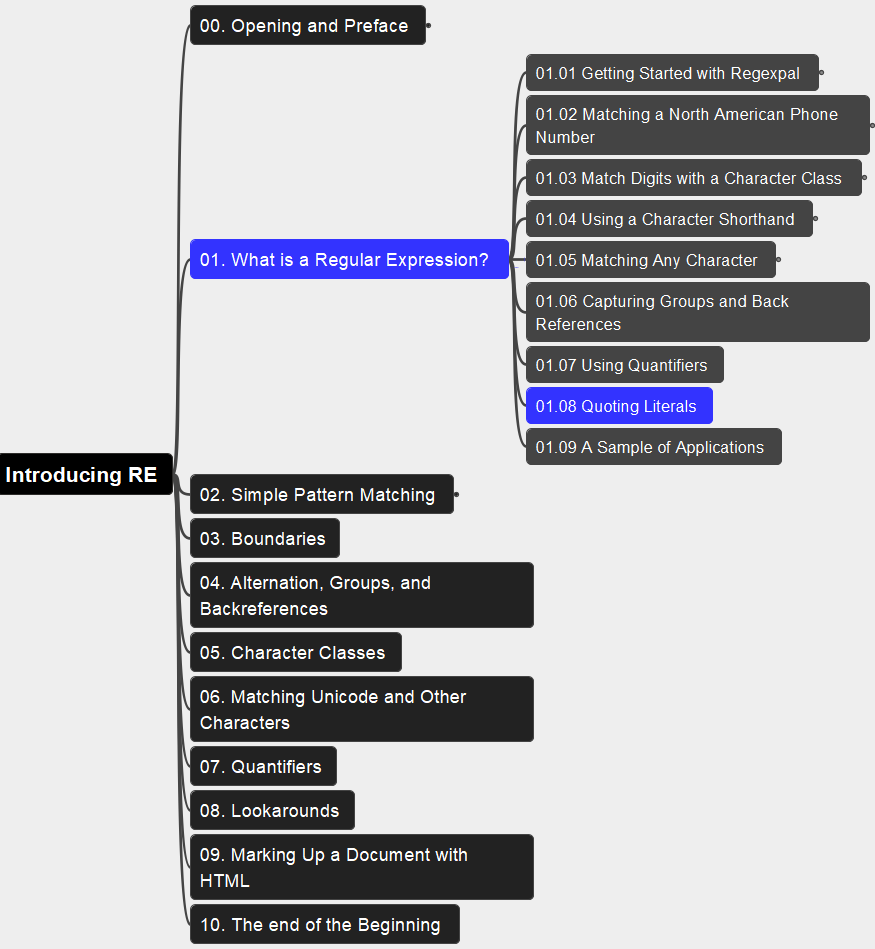 Introducing RE
00. Opening and Preface
01. What is a Regular Expression?
01.01 Getting Started with Regexpal
01.02 Matching a North American Phone
Number
01.03 Match Digits with a Character Class
01.04 Using a Character Shorthand
01.05 Matching Any Character
01.06 Capturing Groups and Back
References
01.07 Using Quantifiers
01.08 Quoting Literals
01.09 A Sample of Applications
02. Simple Pattern Matching
03. Boundaries
04. Alternation, Groups, and
Backreferences
05. Character Classes
06. Matching Unicode and Other
Characters
07. Quantifiers
08. Lookarounds
09. Marking Up a Document with
HTML
10. The end of the Beginning